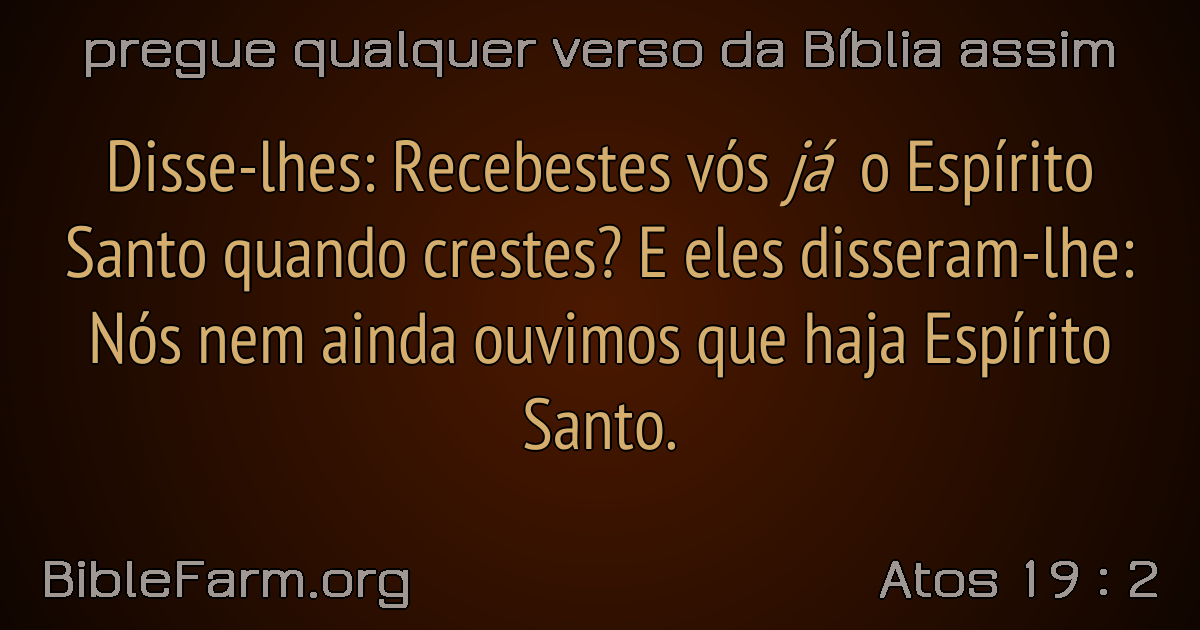 pregue qualquer verso da Bíblia assim
Disse-lhes: Recebestes vós já o Espírito
Santo quando crestes? E eles disseram-lhe:
Nós nem ainda ouvimos que haja Espírito
Santo.
BibleFarm.org
Atos 19 : 2